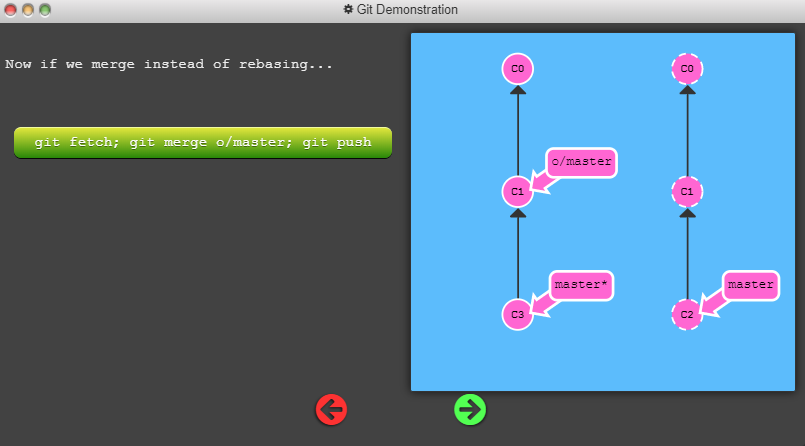 Git Demonstration
Now if we merge instead of rebasing...
git fetch; git merge o/master; git push
C0
C0
o/master
C1
C1
master*
master
C3
C2